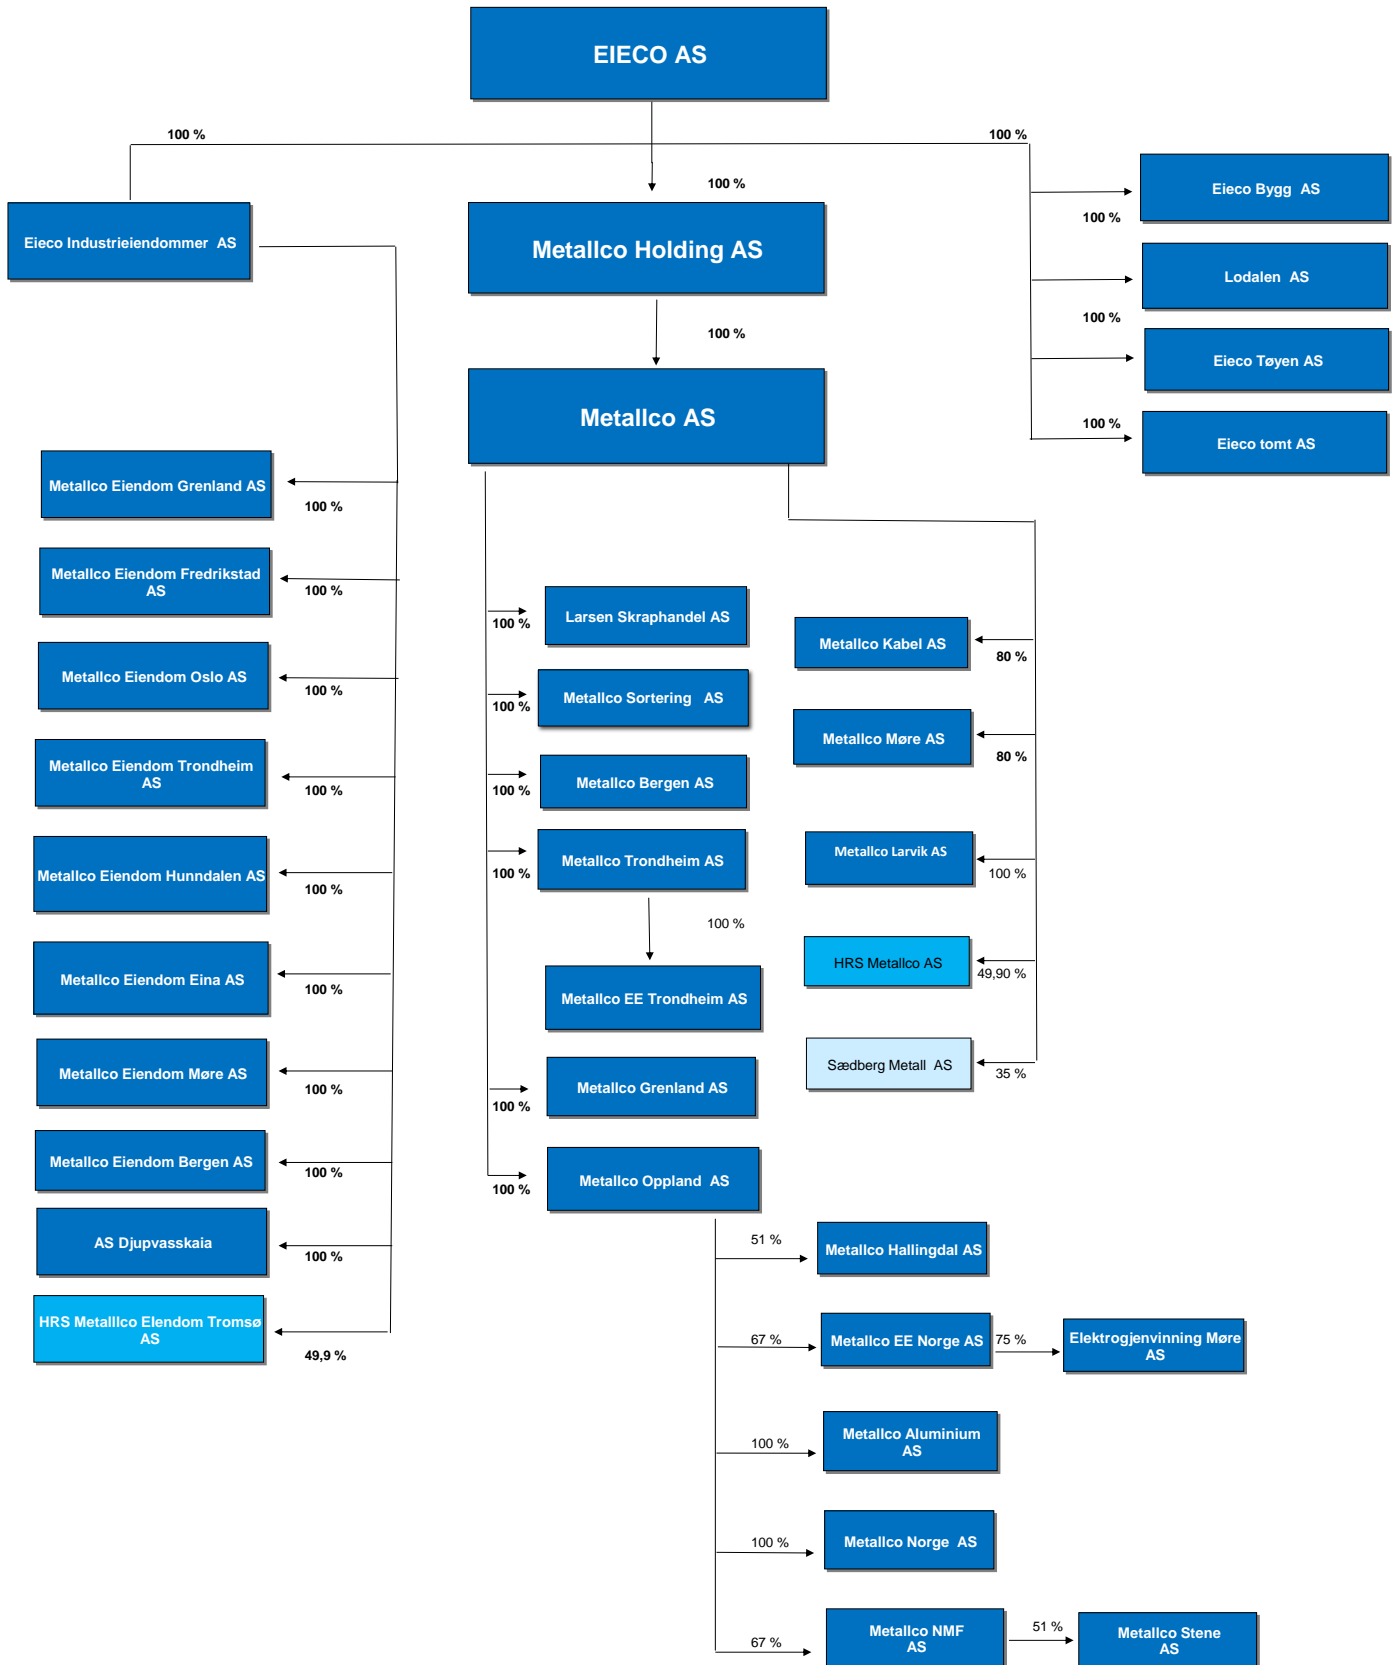 EIECO AS
100 %
100 %
100 %
Eieco Bygg AS
100 %
Eieco Industrieiendommer AS
Metallco Holding AS
Lodalen AS
100 %
100 %
Eieco Tøyen AS
Metallco AS
100 %
Eieco tomt AS
Metallco Eiendom Grenland AS
100 %
Metallco Eiendom Fredrikstad
AS
100 %
Metallco Eiendom Oslo AS
100 %
Metallco Eiendom Trondheim
AS
100 %
Metallco Eiendom Hunndalen AS
100 %
Metallco Eiendom Eina AS
100 %
Metallco Eiendom Møre AS
100 %
Metallco Eiendom Bergen AS
100 %
AS Djupvasskaia
100 %
HRS Metalllco Elendom Tromsø
AS
49,9 %
Larsen Skraphandel AS
100 %
Metallco Sortering AS
100 %
Metallco Bergen AS
100 %
Metallco Trondheim AS
100 %
100 %
Metallco EE Trondheim AS
Metallco Grenland AS
100 %
Metallco Oppland AS
100 %
Metallco Kabel AS
80 %
Metallco Møre AS
80 %
Metallco Larvik AS
100 %
HRS Metallco AS
49,90 %
Sædberg Metall AS
35 %
51 %
Metallco Hallingdal AS
67 %
Metallco EE Norge AS
75 %
Elektrogjenvinning Møre
AS
100 %
Metallco Aluminium
AS
100 %
Metallco Norge AS
67 %
Metallco NMF
AS
51 %
Metallco Stene
AS